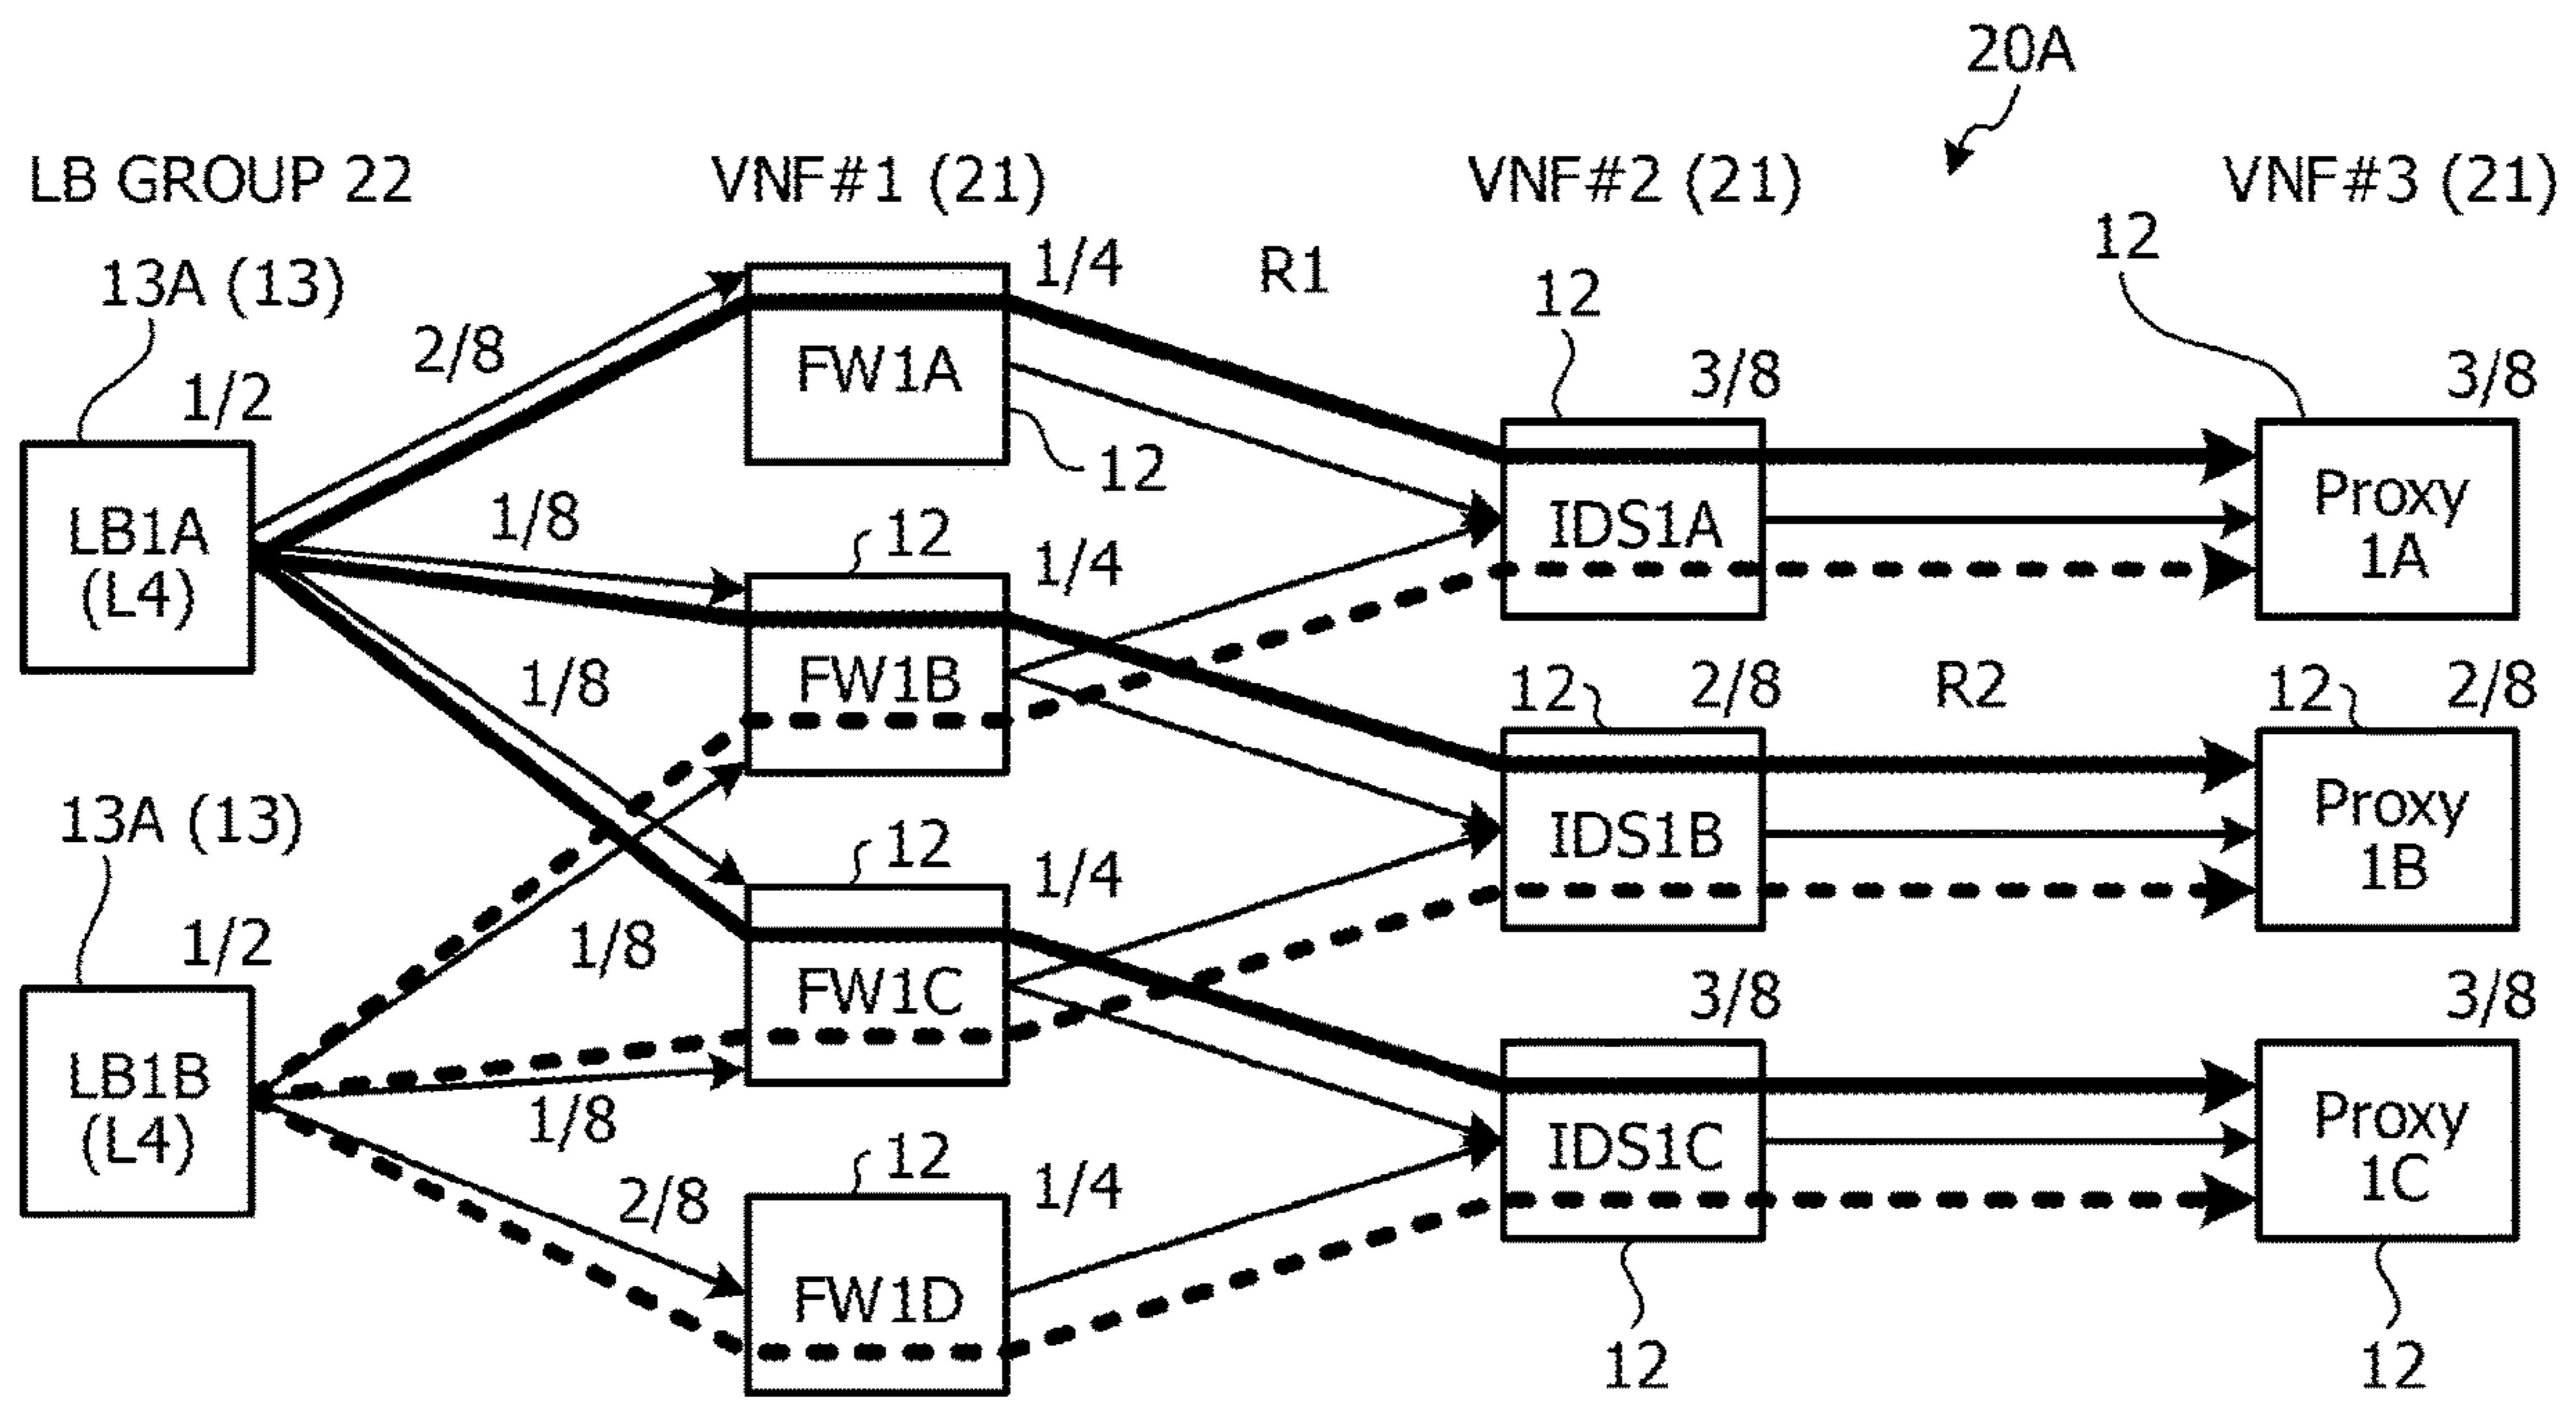 20A
LB GROUP 22
VNF#1 (21)
VNF#2 (21)
VNF#3 (21)
13A (13)
1/2
LB1A
(L4)
13A (13)
1/2
LB1B
(L4)
2/8
1/8
1/8
1/8
1/8
2/8
1/4
FW1A
12
12
1/4
FW1B
12
1/4
FW1C
12
1/4
FW1D
R1
12
3/8
IDS1A
12
2/8
IDS1B
3/8
IDS1C
12
R2
12
3/8
Proxy
1A
12
2/8
Proxy
1B
3/8
Proxy
1C
12